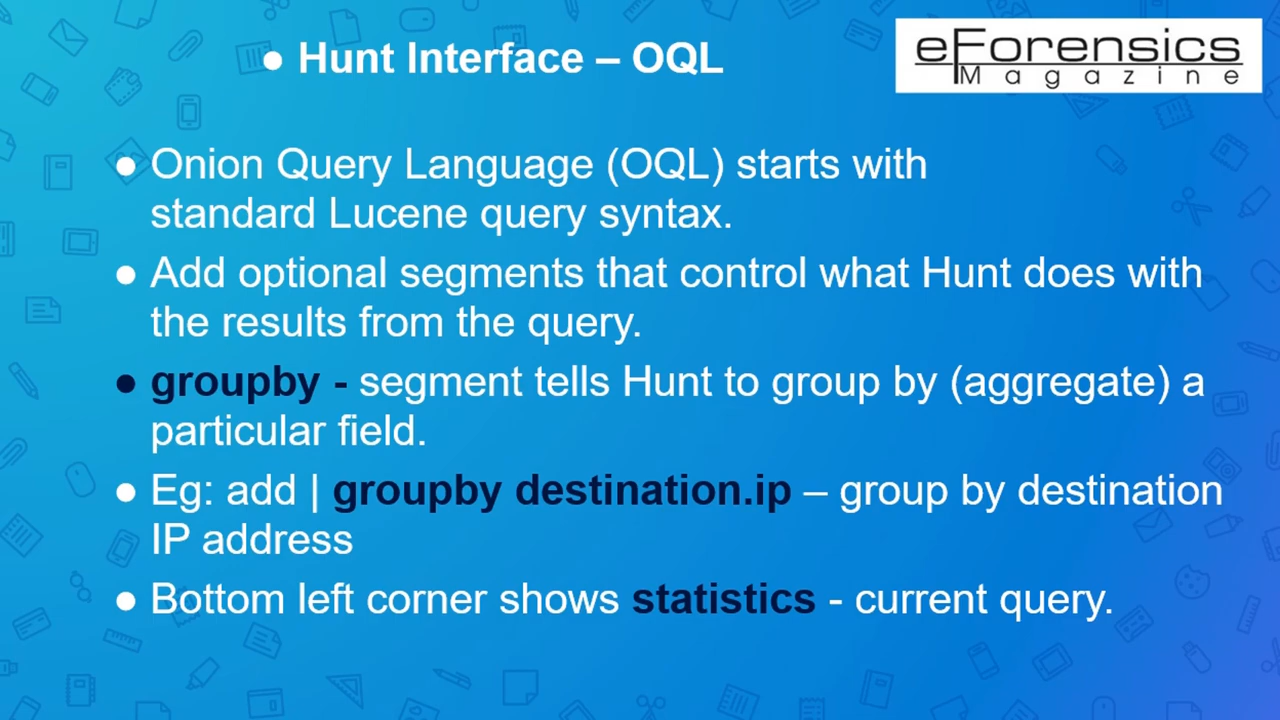 ● Hunt Interface – OQL
eForensics
Magazine
● Onion Query Language (OQL) starts with
standard Lucene query syntax.
● Add optional segments that control what Hunt does with
the results from the query.
● groupby - segment tells Hunt to group by (aggregate) a
particular field.
● Eg: add | groupby destination.ip – group by destination
IP address
● Bottom left corner shows statistics - current query.